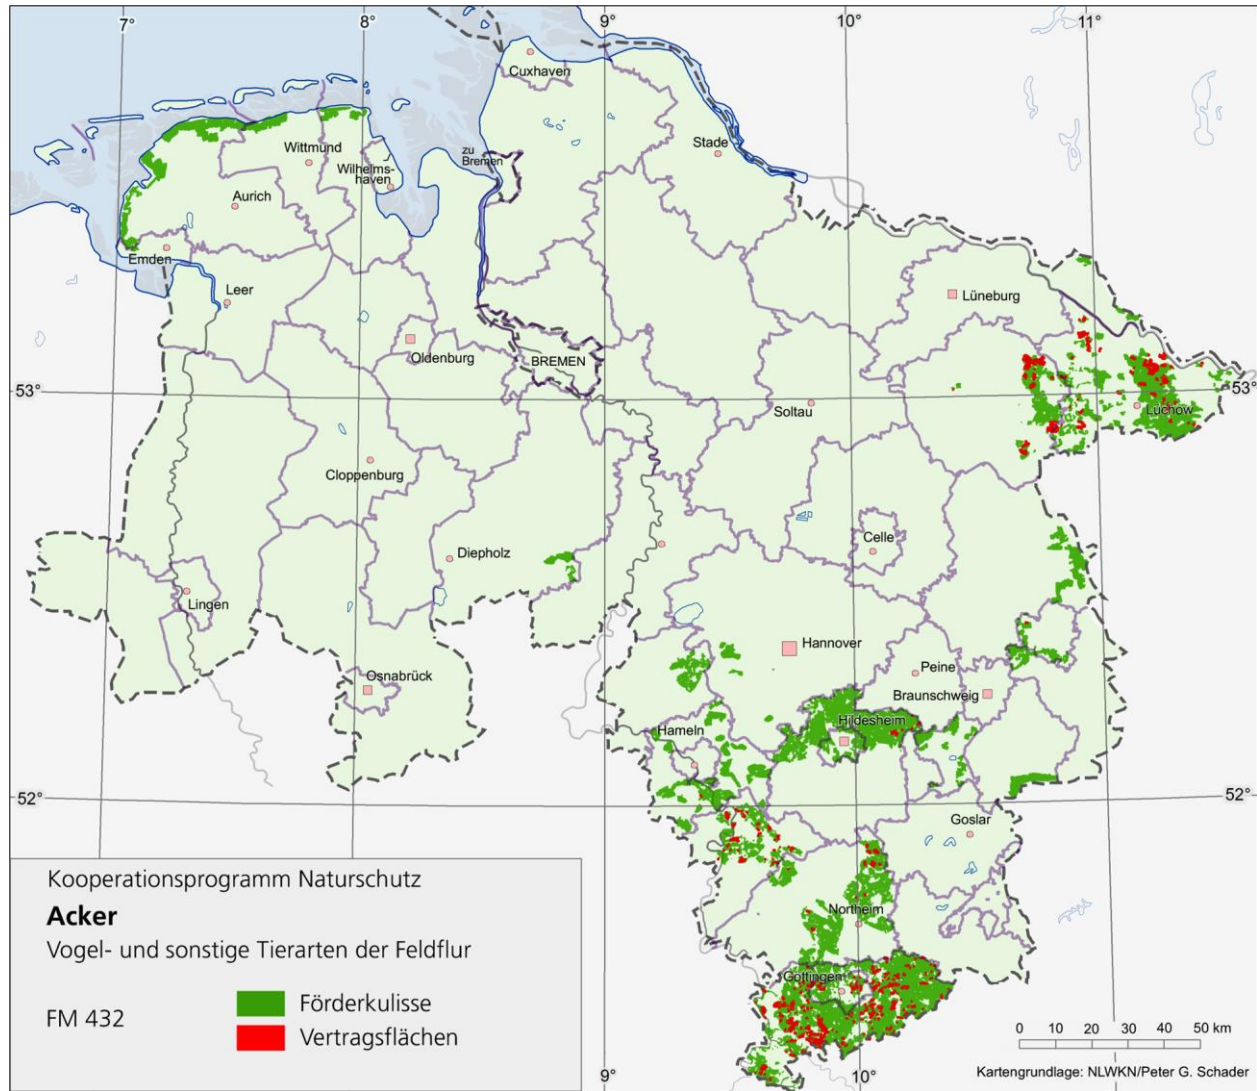 7°
8°
9°
10°
11°
Cuxhaven
Stade
zu
Bremen
Wittmund
Wilhelms-
haven
Aurich
Emden
Leer
Lüneburg
Oldenburg
BREMEN
53°
53°
Soltau
Lüchow
Cloppenburg
Celle
Diepholz
Lingen
Hannover
Peine
Osnabrück
Braunschweig
Hildesheim
Hameln
52°
52°
Goslar
Northeim
Göttingen
Kooperationsprogramm Naturschutz
Acker
Vogel- und sonstige Tierarten der Feldflur
FM 432
Förderkulisse
Vertragsflächen
0 10 20 30 40 50 km
9°
10°
Kartengrundlage: NLWKN/Peter G. Schader